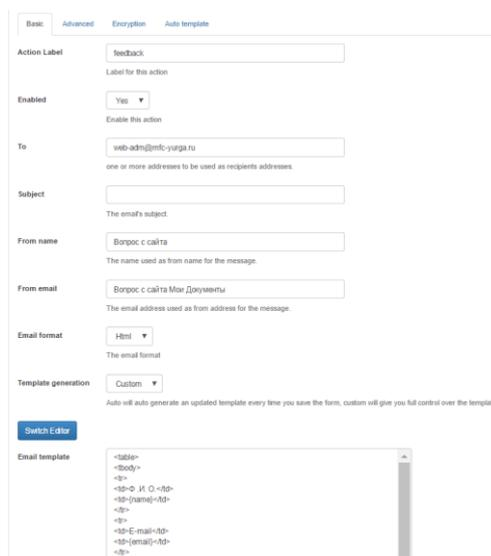 Basic Advanced Encryption Auto template
Action Label feedback
Label for this action
Enabled Yes ▼
Enable this action
To web-adm@mfc-yurga.ru
one or more addresses to be used as recipients addresses.
Subject
The email's subject.
From name Вопрос с сайта
The name used as from name for the message.
From email Вопрос с сайта Мои Документы
The email address used as from address for the message.
Email format Html ▼
The email format
Template generation Custom ▼
Auto will auto generate an updated template every time you save the form, custom will give you full control over the templa
Switch Editor
Email template <table>
<tbody>
<tr>
<td>Ф .И. О.</td>
<td>{name}</td>
</tr>
<tr>
<td>E-mail</td>
<td>{email}</td>
</tr>